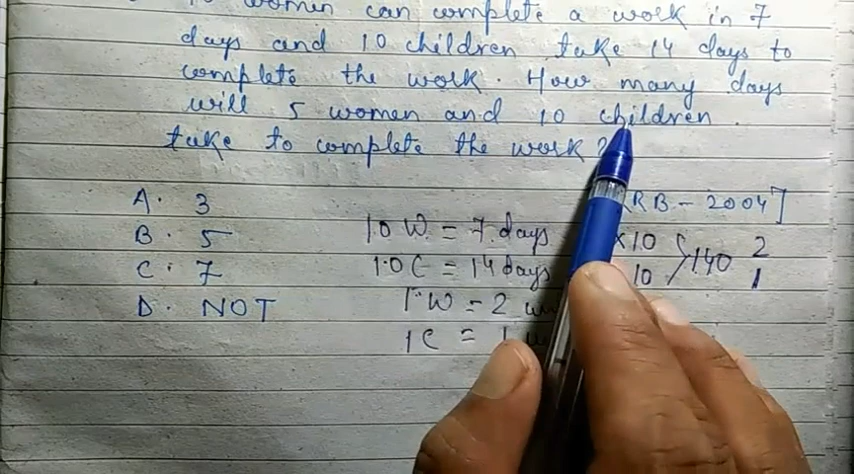 women can complete a work in 7
days and 10 children take 14 days to
complete the work. How many days
will 5 women and 10 children
take to complete the work?
A. 3
B. 5
C. 7
D. NOT
RB - 2004]
10 W = 7 days
×10
10 C = 14 days
10
} 140
2
1
1 W = 2
1 C = 1